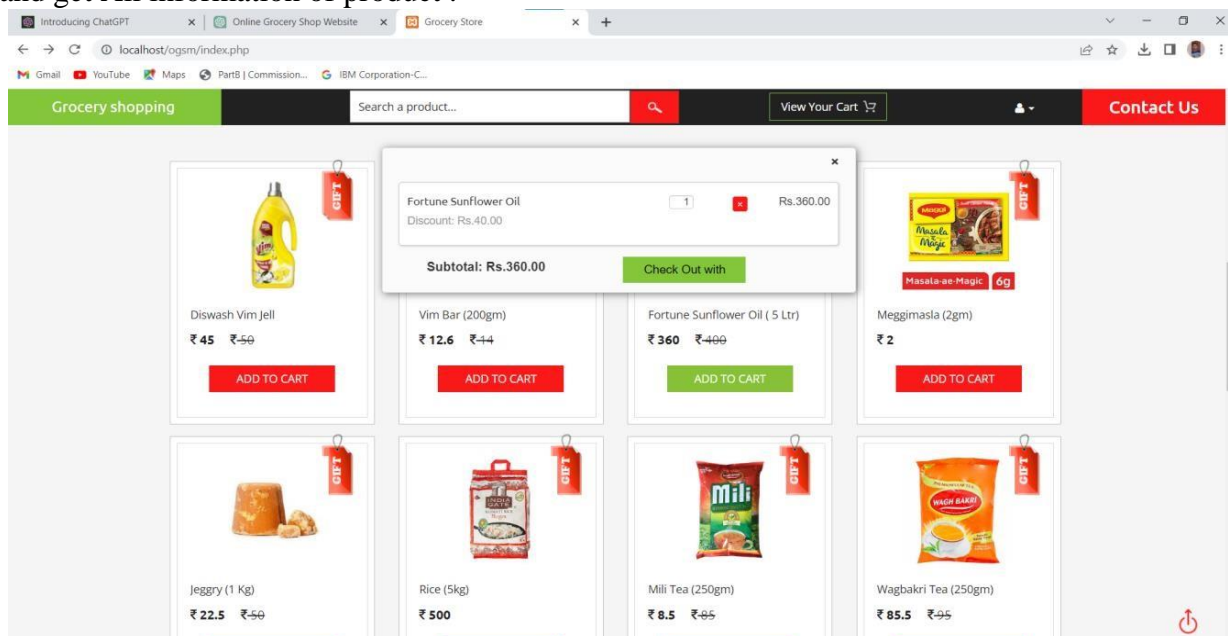 and get All information of product .
Introducing ChatGPT
Online Grocery Shop Website
Grocery Store
localhost/ogsm/index.php
Gmail YouTube Maps PartB | Commission... IBM Corporation-C...
Grocery shopping
Search a product...
View Your Cart
Contact Us
Fortune Sunflower Oil 1 Rs.360.00
Discount: Rs.40.00
Subtotal: Rs.360.00 Check Out with
GIFT
GIFT
Vim
Maggi
Masala
Magic
Masala-ae-Magic 6g
Diswash Vim Jell
₹ 45 ₹ 50
ADD TO CART
Vim Bar (200gm)
₹ 12.6 ₹ 14
ADD TO CART
Fortune Sunflower Oil ( 5 Ltr)
₹ 360 ₹ 400
ADD TO CART
Meggimasla (2gm)
₹ 2
ADD TO CART
GIFT
GIFT
GIFT
GIFT
INDIA
GATE
Mili
WAGH BAKRI
Jeggry (1 Kg)
₹ 22.5 ₹ 50
Rice (5kg)
₹ 500
Mili Tea (250gm)
₹ 8.5 ₹ 85
Wagbakri Tea (250gm)
₹ 85.5 ₹ 95